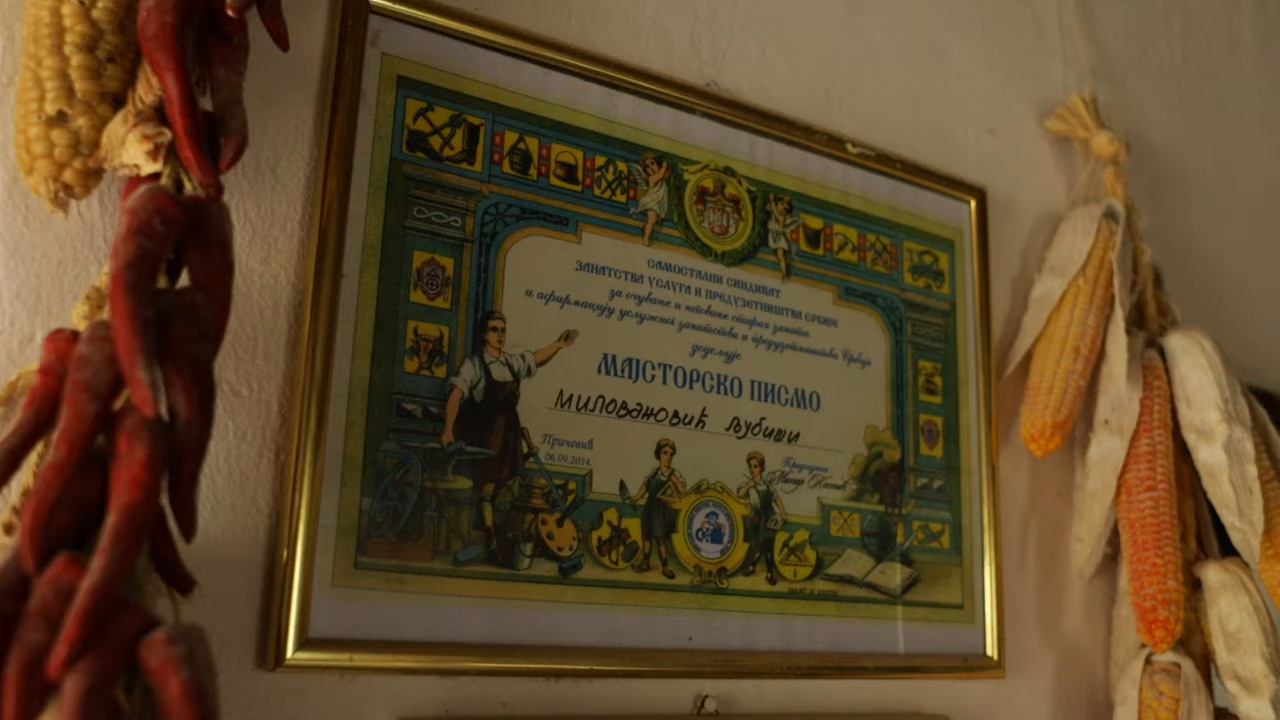 САМОСТАЛНИ СИНДИКАТ
ЗАНАТСТВА УСЛУГА И ПРЕДУЗЕТНИШТВА СРБИЈЕ
за очување и неговање старих заната
и афирмацију услужног занатства и предузетништва Србије
додељује
МАЈСТОРСКО ПИСМО
Миловановић Љубиши
Причевић
06.09.2014.
Председник